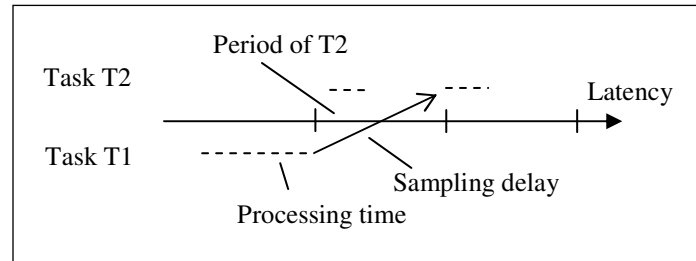 Period of T2
Task T2
Latency
Task T1
Sampling delay
Processing time